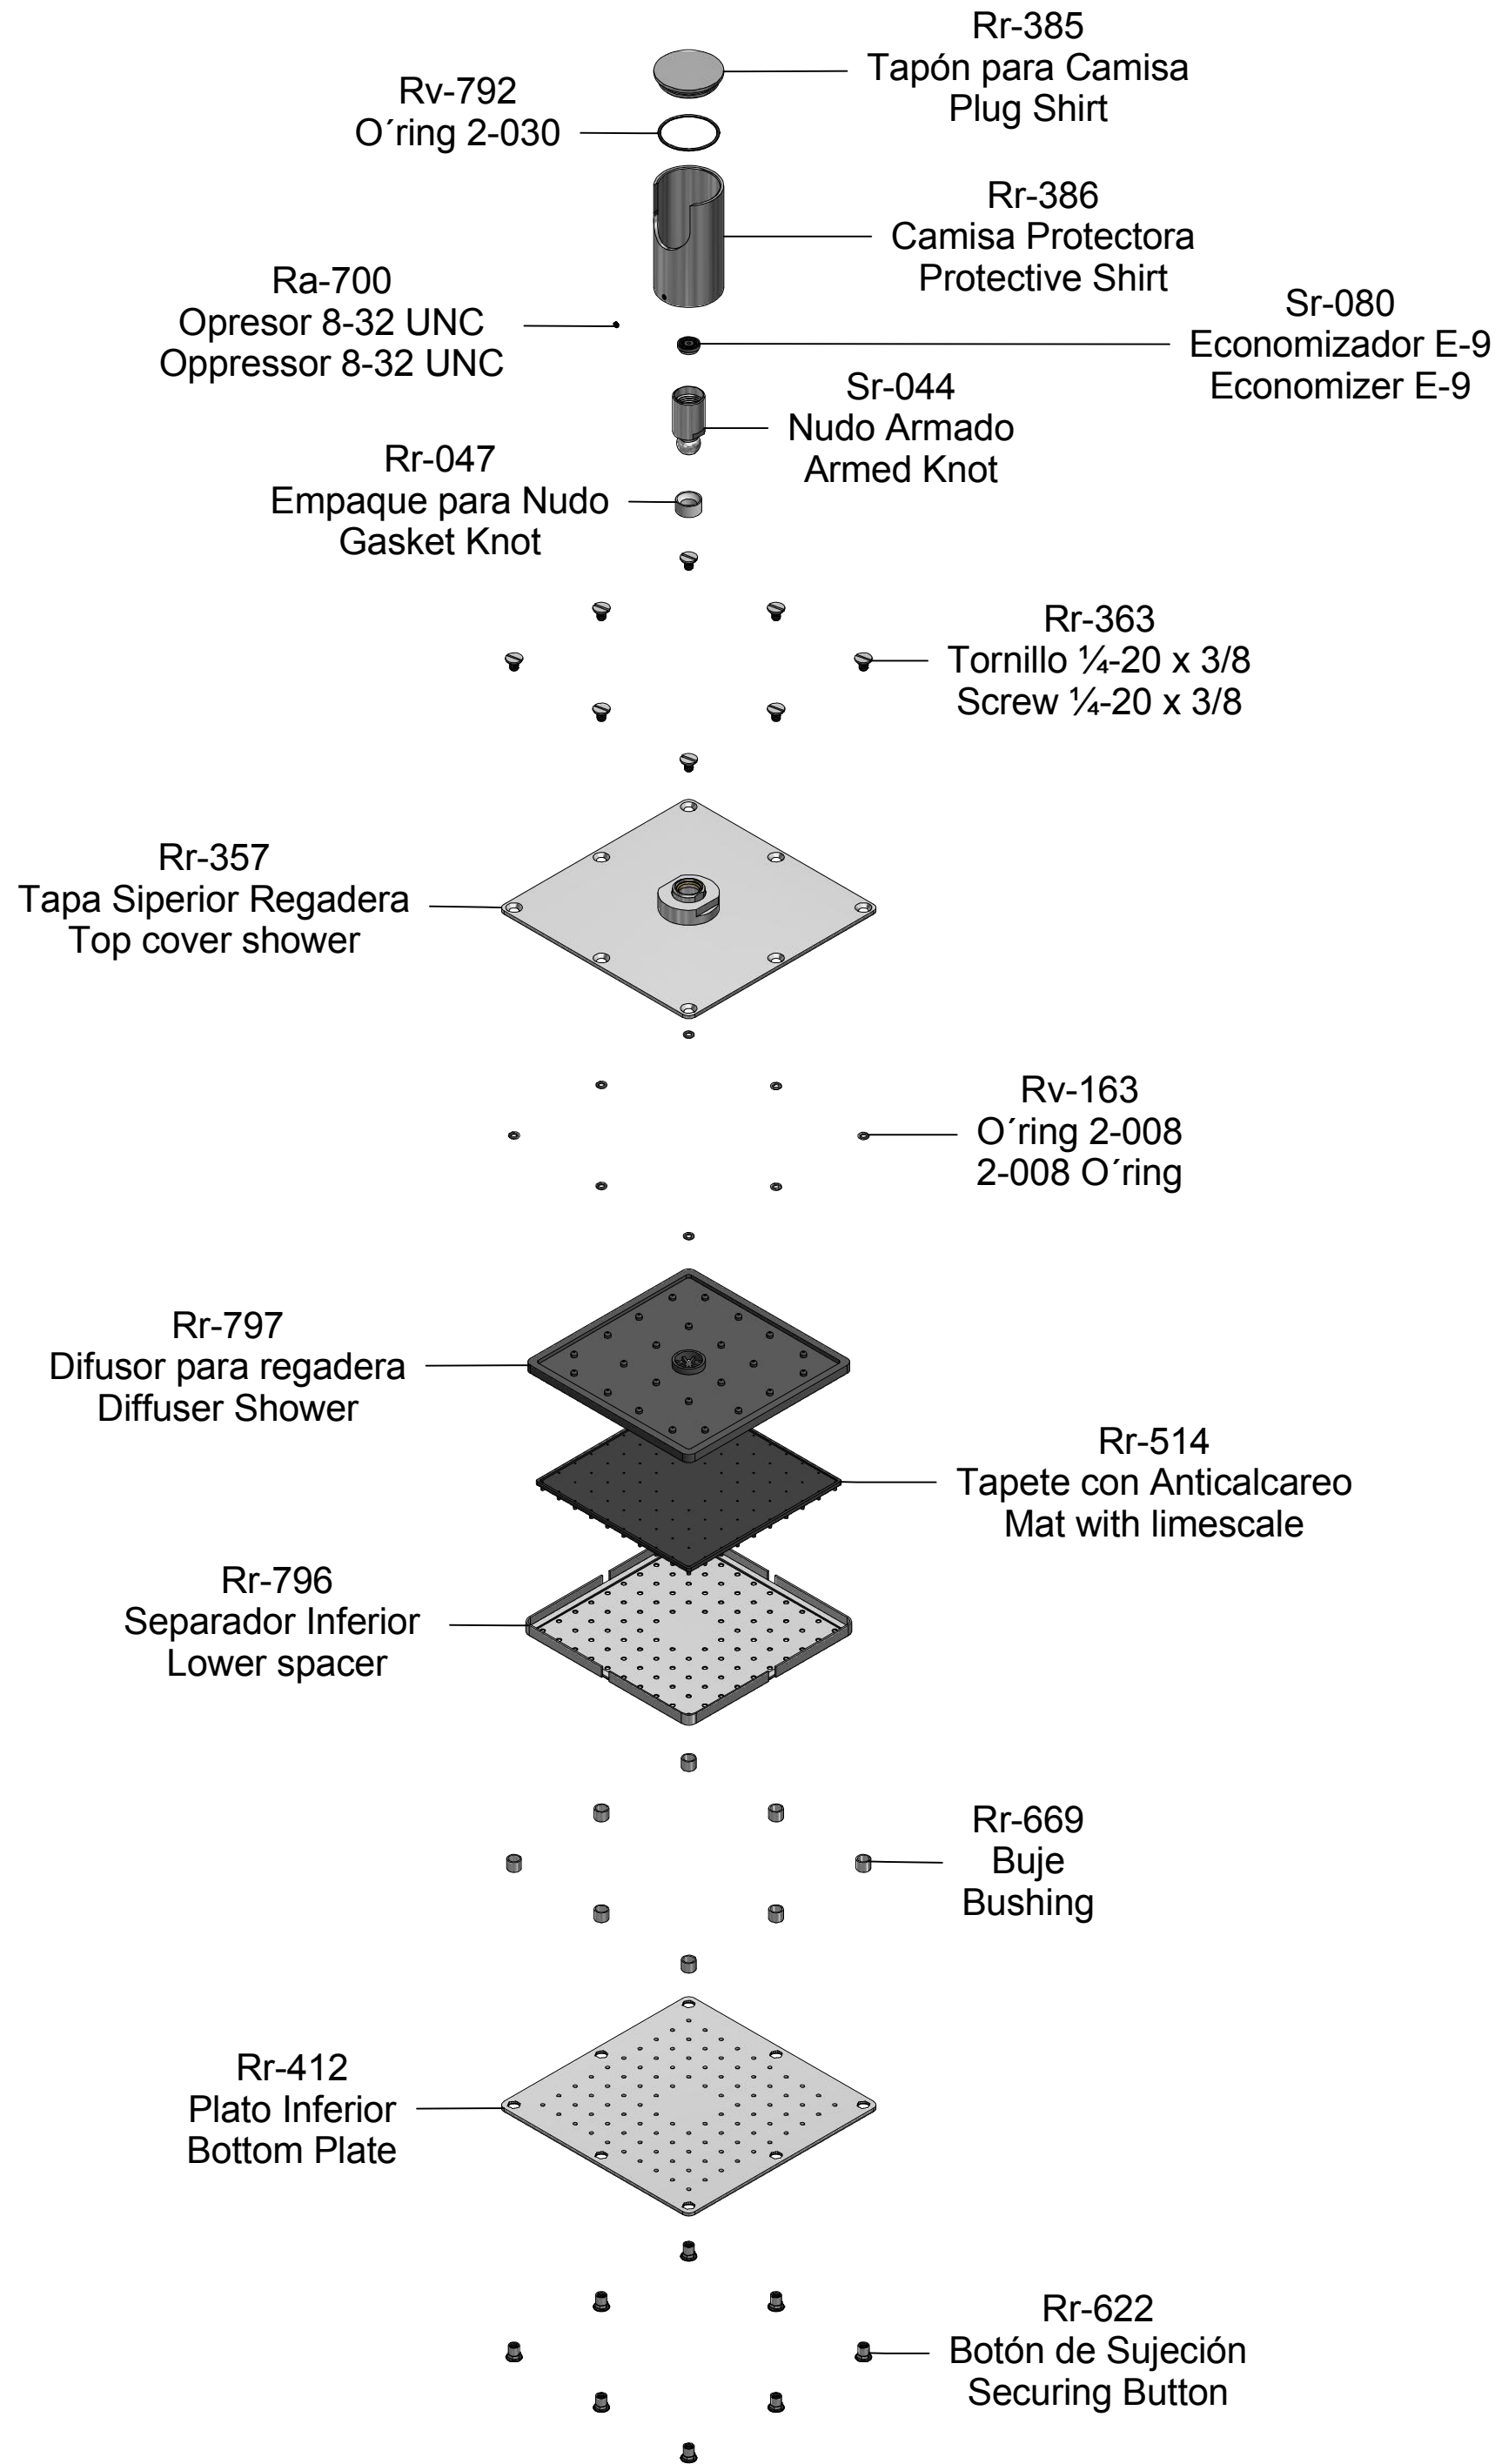 Rr-385
Tapón para Camisa
Plug Shirt
Rv-792
O´ring 2-030
Rr-386
Camisa Protectora
Protective Shirt
Ra-700
Opresor 8-32 UNC
Oppressor 8-32 UNC
Sr-080
Economizador E-9
Economizer E-9
Sr-044
Nudo Armado
Armed Knot
Rr-047
Empaque para Nudo
Gasket Knot
Rr-363
Tornillo ¼-20 x 3/8
Screw ¼-20 x 3/8
Rr-357
Tapa Siperior Regadera
Top cover shower
Rv-163
O´ring 2-008
2-008 O´ring
Rr-797
Difusor para regadera
Diffuser Shower
Rr-514
Tapete con Anticalcareo
Mat with limescale
Rr-796
Separador Inferior
Lower spacer
Rr-669
Buje
Bushing
Rr-412
Plato Inferior
Bottom Plate
Rr-622
Botón de Sujeción
Securing Button